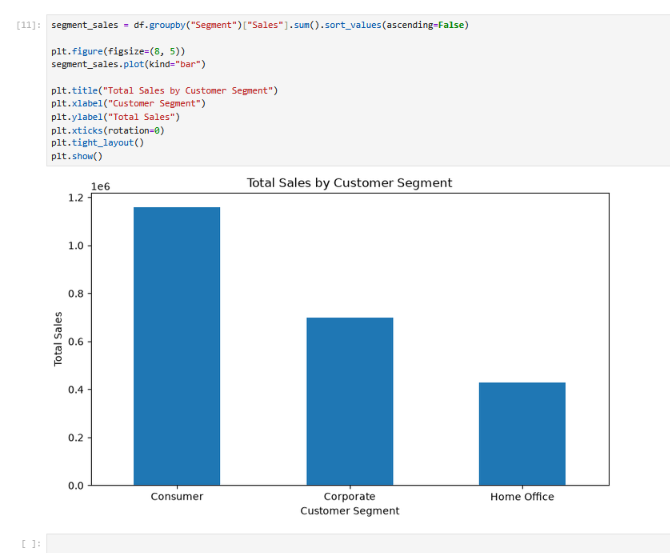 [11]: segment_sales = df.groupby("Segment")["Sales"].sum().sort_values(ascending=False)
plt.figure(figsize=(8, 5))
segment_sales.plot(kind="bar")
plt.title("Total Sales by Customer Segment")
plt.xlabel("Customer Segment")
plt.ylabel("Total Sales")
plt.xticks(rotation=0)
plt.tight_layout()
plt.show()
Total Sales by Customer Segment
1e6
1.2
1.0
0.8
0.6
0.4
0.2
0.0
Total Sales
Consumer Corporate Home Office
Customer Segment
[ ]: